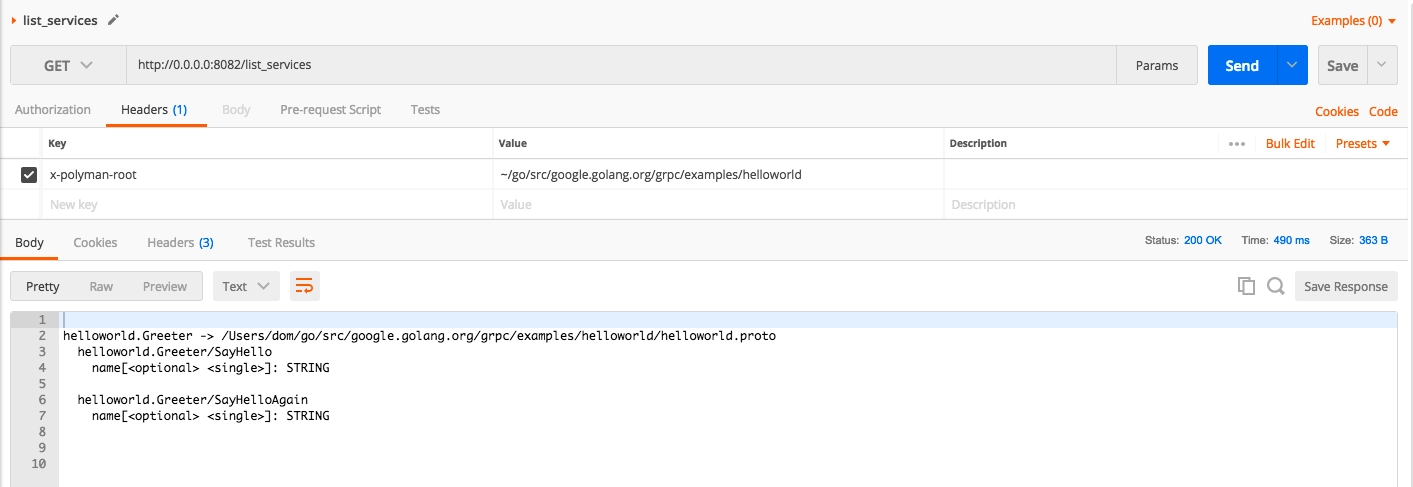 list_services Examples (0)
GET http://0.0.0.0:8082/list_services Params Send Save
Authorization Headers (1) Body Pre-request Script Tests Cookies Code
Key Value Description ••• Bulk Edit Presets
x-polyman-root ~/go/src/google.golang.org/grpc/examples/helloworld
New key Value Description
Body Cookies Headers (3) Test Results Status: 200 OK Time: 490 ms Size: 363 B
Pretty Raw Preview Text Save Response
1
2 helloworld.Greeter -> /Users/dom/go/src/google.golang.org/grpc/examples/helloworld/helloworld.proto
3 helloworld.Greeter/SayHello
4 name[<optional> <single>]: STRING
5
6 helloworld.Greeter/SayHelloAgain
7 name[<optional> <single>]: STRING
8
9
10